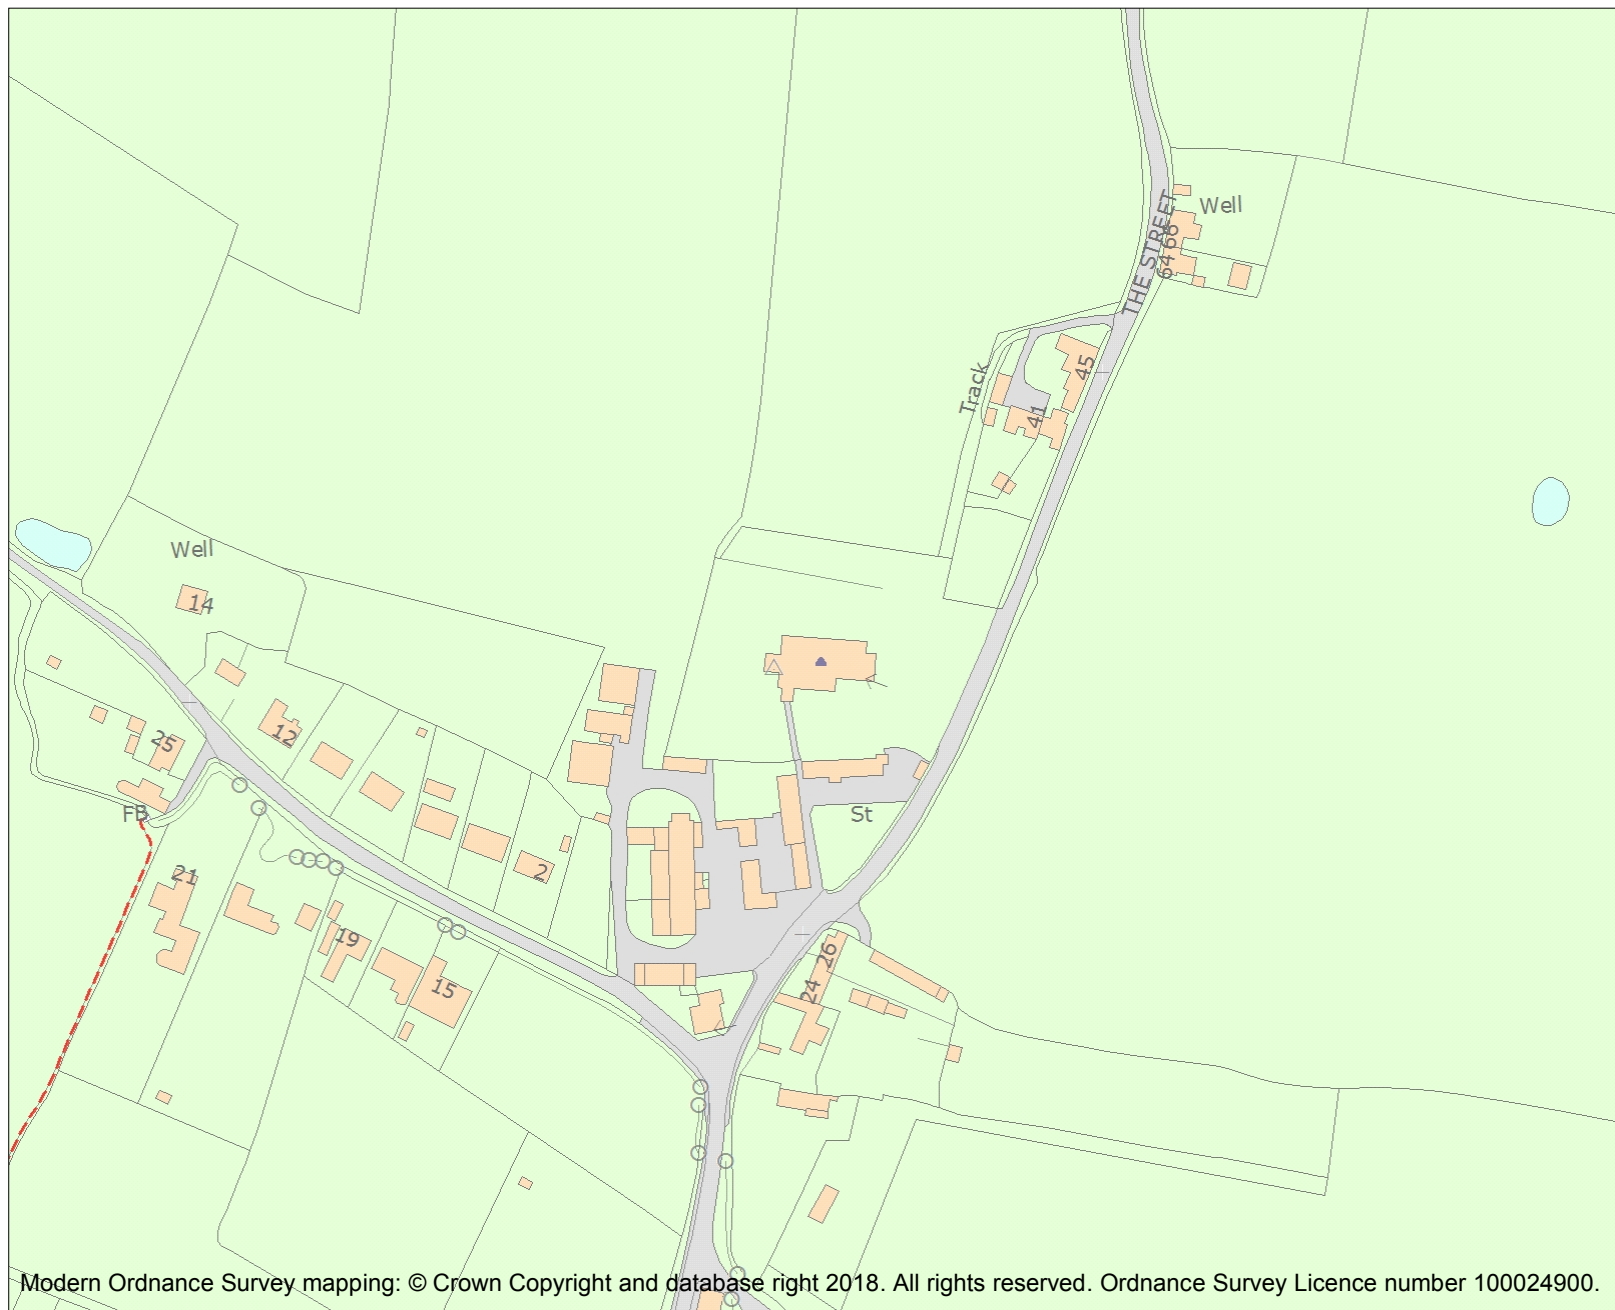 Well
THE STREET
64 66
45
Track
41
Well
14
12
25
FB
2
St
21
19
15
26
24
Modern Ordnance Survey mapping: © Crown Copyright and database right 2018. All rights reserved. Ordnance Survey Licence number 100024900.